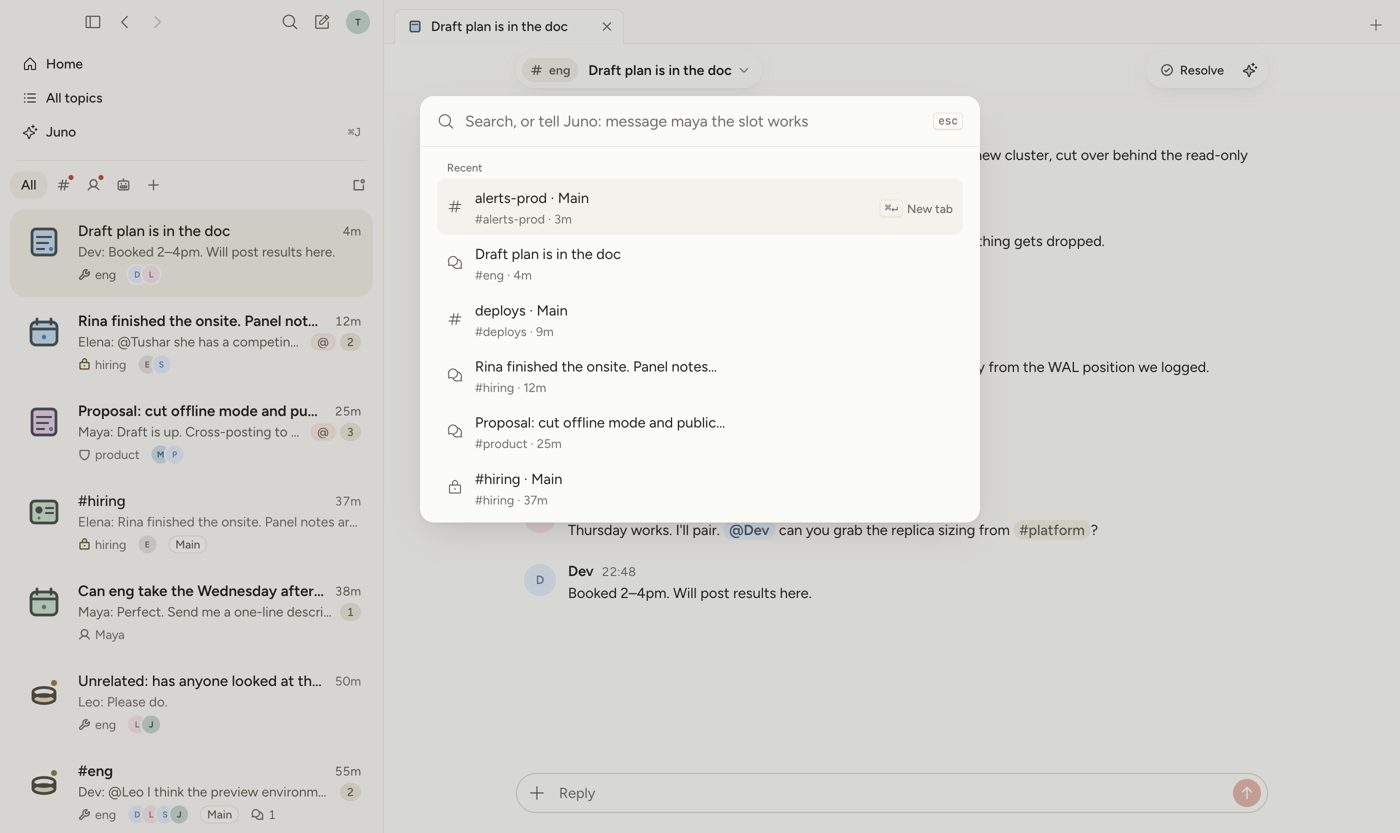 T
Draft plan is in the doc
Home
All topics
Juno ⌘J
All
# eng Draft plan is in the doc
Resolve
Draft plan is in the doc 4m
Dev: Booked 2–4pm. Will post results here.
eng D L
Rina finished the onsite. Panel not... 12m
Elena: @Tushar she has a competin... @ 2
hiring E S
Proposal: cut offline mode and pu... 25m
Maya: Draft is up. Cross-posting to ... @ 3
product M P
#hiring 37m
Elena: Rina finished the onsite. Panel notes ar...
hiring E Main
Can eng take the Wednesday after... 38m
Maya: Perfect. Send me a one-line descri... 1
Maya
Unrelated: has anyone looked at th... 50m
Leo: Please do.
eng L J
#eng 55m
Dev: @Leo I think the preview environm... 2
eng D L S J Main 1
Search, or tell Juno: message maya the slot works esc
Recent
alerts-prod · Main
#alerts-prod · 3m
⌘↵ New tab
Draft plan is in the doc
#eng · 4m
deploys · Main
#deploys · 9m
Rina finished the onsite. Panel notes...
#hiring · 12m
Proposal: cut offline mode and public...
#product · 25m
#hiring · Main
#hiring · 37m
new cluster, cut over behind the read-only
thing gets dropped.
from the WAL position we logged.
Thursday works. I'll pair. @Dev can you grab the replica sizing from #platform ?
D
Dev 22:48
Booked 2–4pm. Will post results here.
Reply